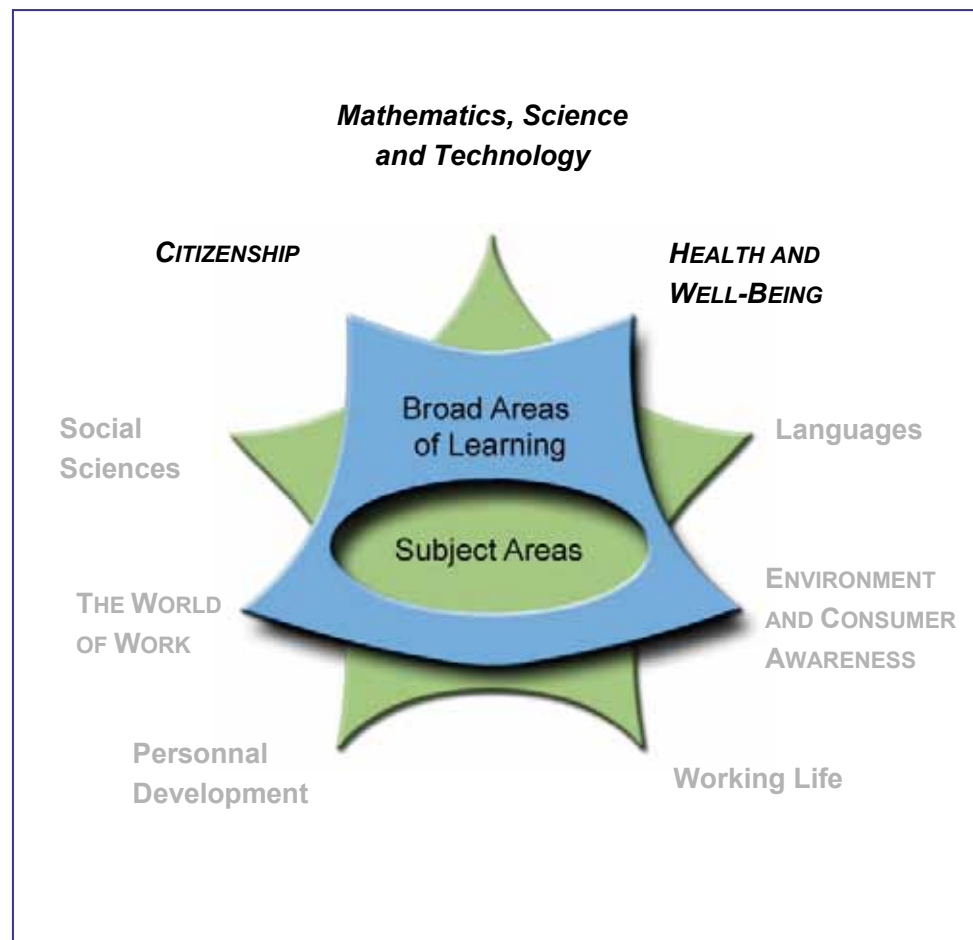 Mathematics, Science
and Technology
CITIZENSHIP
HEALTH AND
WELL-BEING
Broad Areas
of Learning
Social
Sciences
Languages
Subject Areas
THE WORLD
OF WORK
ENVIRONMENT
AND CONSUMER
AWARENESS
Personnal
Development
Working Life